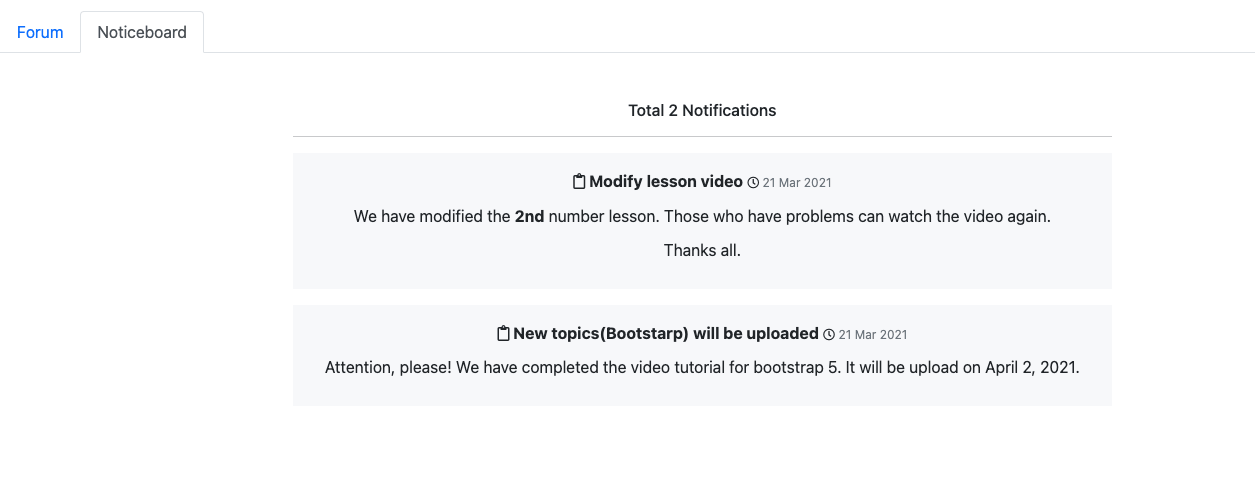 Forum Noticeboard
Total 2 Notifications
Modify lesson video 21 Mar 2021
We have modified the 2nd number lesson. Those who have problems can watch the video again.
Thanks all.
New topics(Bootstarp) will be uploaded 21 Mar 2021
Attention, please! We have completed the video tutorial for bootstrap 5. It will be upload on April 2, 2021.